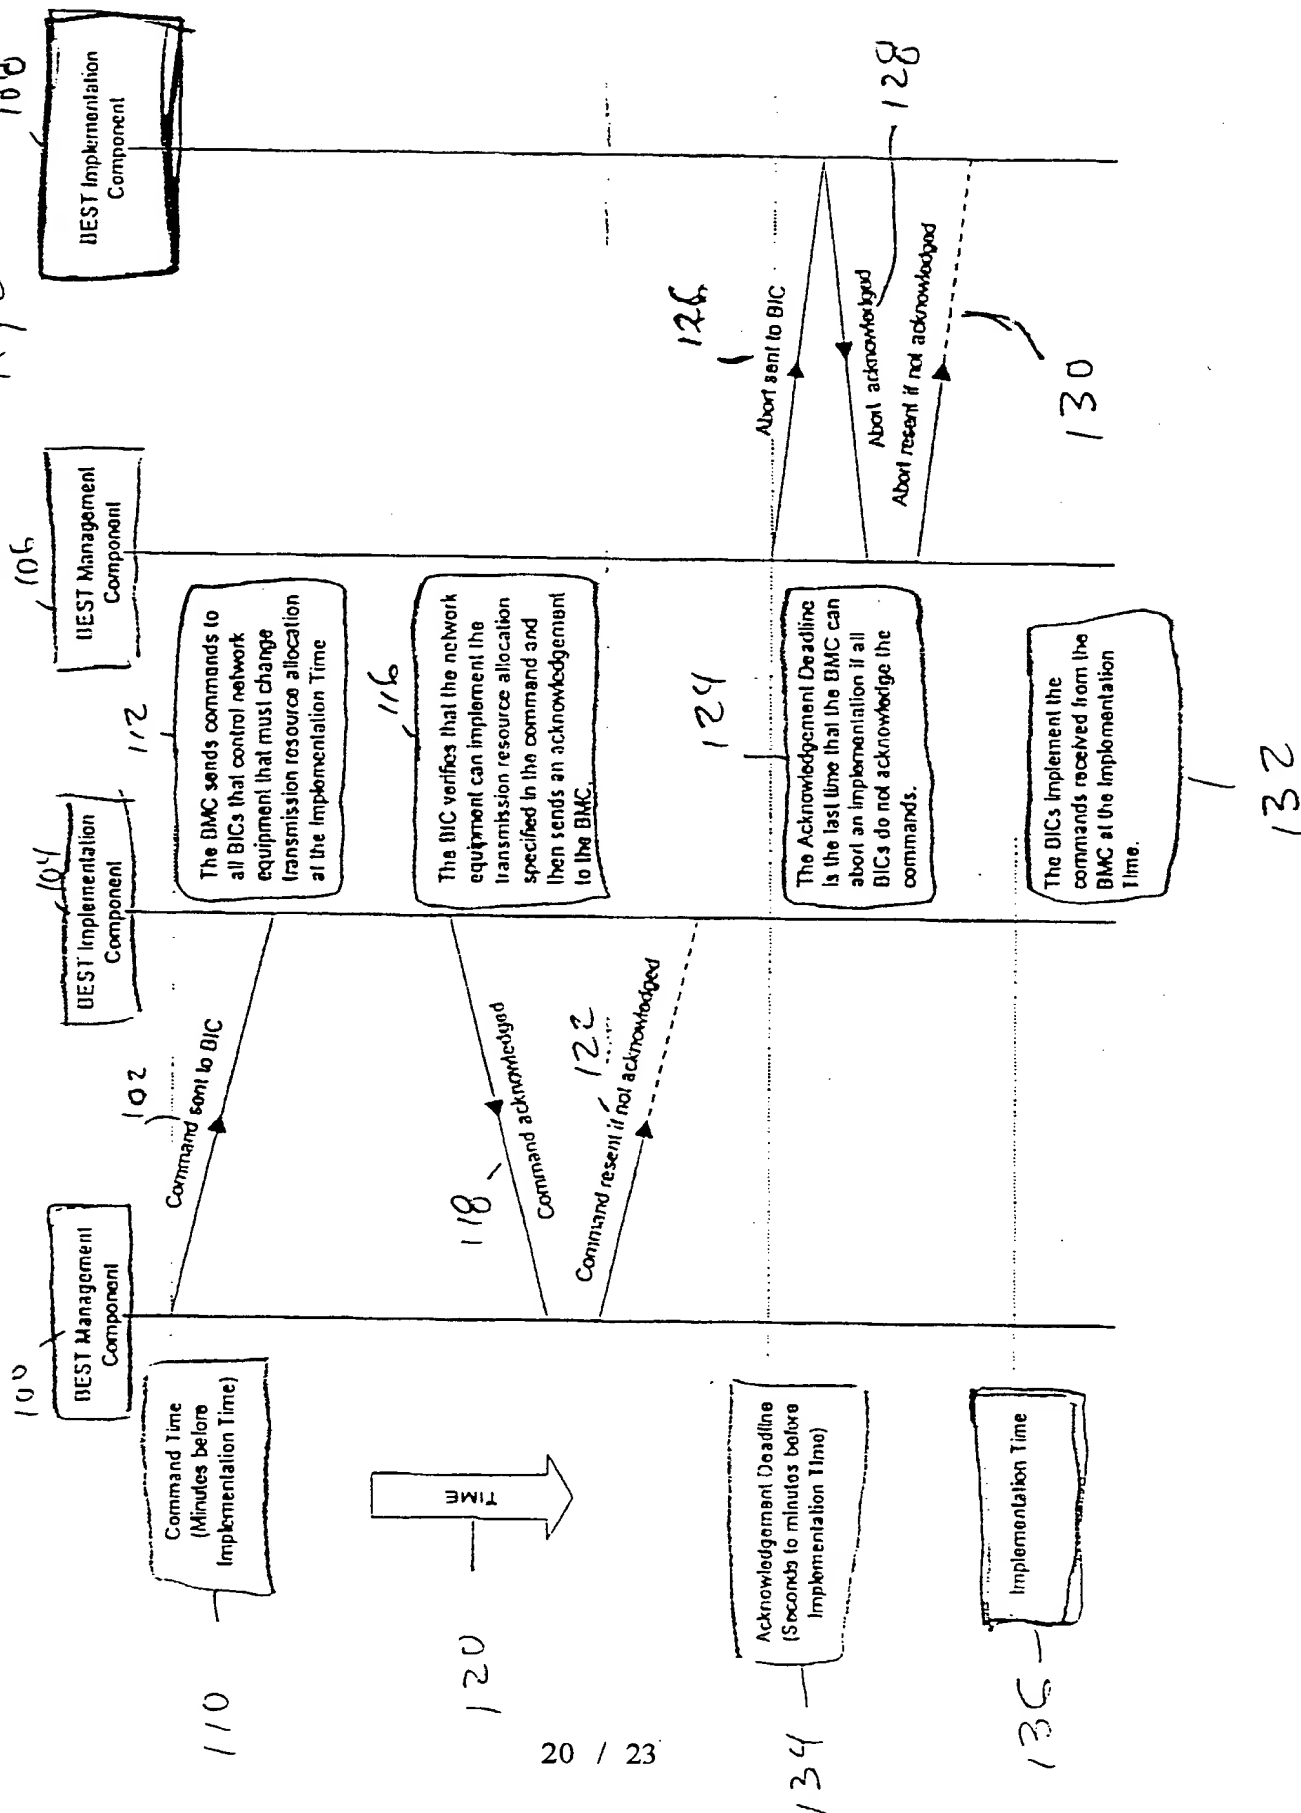 100
BEST Management
Component
104
BEST Implementation
Component
106
BEST Management
Component
108
BEST Implementation
Component
110
Command Time
(Minutes before
Implementation Time)
102
Command sent to BIC
112
The BMC sends commands to
all BICs that control network
equipment that must change
transmission resource allocation
at the Implementation Time
120
TIME
118
Command acknowledged
116
The BIC verifies that the network
equipment can implement the
transmission resource allocation
specified in the command and
then sends an acknowledgement
to the BMC.
122
Command resent if not acknowledged
134
Acknowledgement Deadline
(Seconds to minutes before
Implementation Time)
124
The Acknowledgement Deadline
is the last time that the BMC can
abort an implementation if all
BICs do not acknowledge the
commands.
126
Abort sent to BIC
128
Abort acknowledged
Abort resent if not acknowledged
130
136
Implementation Time
The BICs implement the
commands received from the
BMC at the Implementation
Time.
132
20 / 23